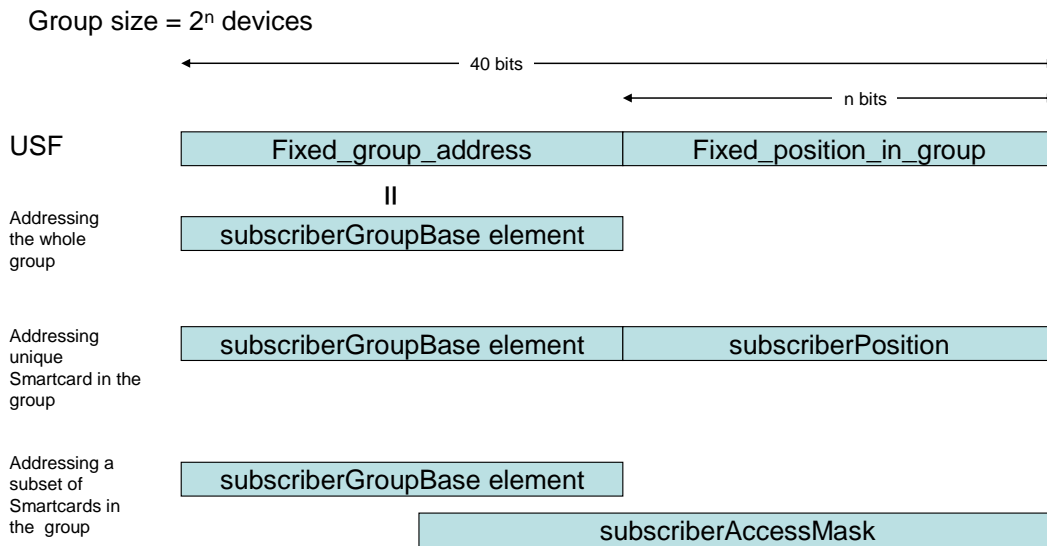 Group size = 2ⁿ devices
40 bits
n bits
USF
Fixed_group_address
Fixed_position_in_group
=
Addressing
the whole
group
subscriberGroupBase element
Addressing
unique
Smartcard in the
group
subscriberGroupBase element
subscriberPosition
Addressing a
subset of
Smartcards in
the group
subscriberGroupBase element
subscriberAccessMask